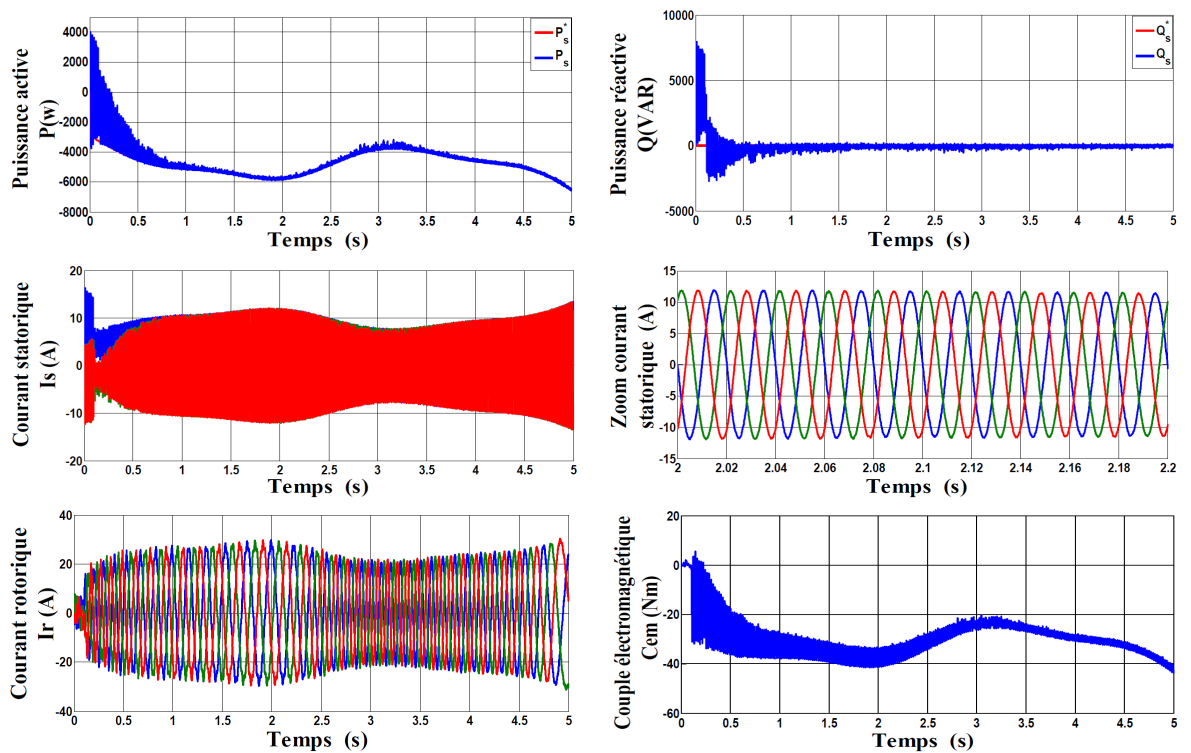 4000
2000
0
-2000
-4000
-6000
-8000
0 0.5 1 1.5 2 2.5 3 3.5 4 4.5 5
Puissance active
P(w)
Temps (s)
P*s
Ps
10000
5000
0
-5000
0 0.5 1 1.5 2 2.5 3 3.5 4 4.5 5
Puissance réactive
Q(VAR)
Temps (s)
Q*s
Qs
20
10
0
-10
-20
0 0.5 1 1.5 2 2.5 3 3.5 4 4.5 5
Courant statorique
Is (A)
Temps (s)
15
10
5
0
-5
-10
-15
2 2.02 2.04 2.06 2.08 2.1 2.12 2.14 2.16 2.18 2.2
Zoom courant
statorique (A)
Temps (s)
40
20
0
-20
-40
0 0.5 1 1.5 2 2.5 3 3.5 4 4.5 5
Courant rotorique
Ir (A)
Temps (s)
20
0
-20
-40
-60
0 0.5 1 1.5 2 2.5 3 3.5 4 4.5 5
Couple électromagnétique
Cem (Nm)
Temps (s)